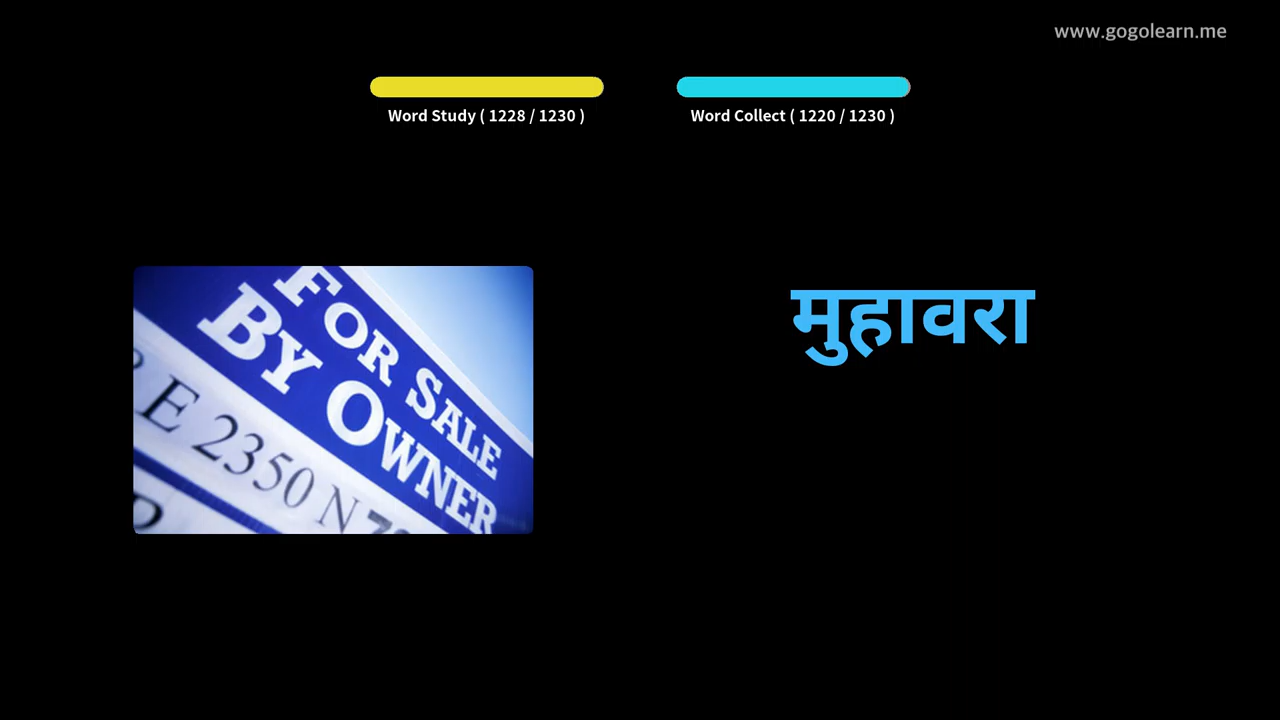 www.gogolearn.me
Word Study ( 1228 / 1230 )
Word Collect ( 1220 / 1230 )
FOR SALE
BY OWNER
E 2350 N
मुहावरा